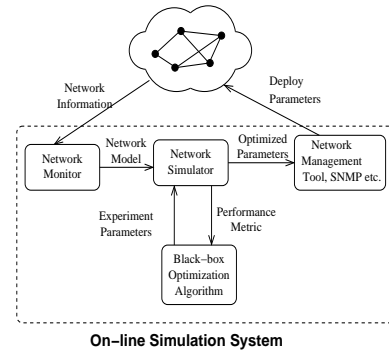 Network
Information
Deploy
Parameters
Network
Monitor
Network
Model
Network
Simulator
Optimized
Parameters
Network
Management
Tool, SNMP etc.
Experiment
Parameters
Performance
Metric
Black−box
Optimization
Algorithm
On−line Simulation System